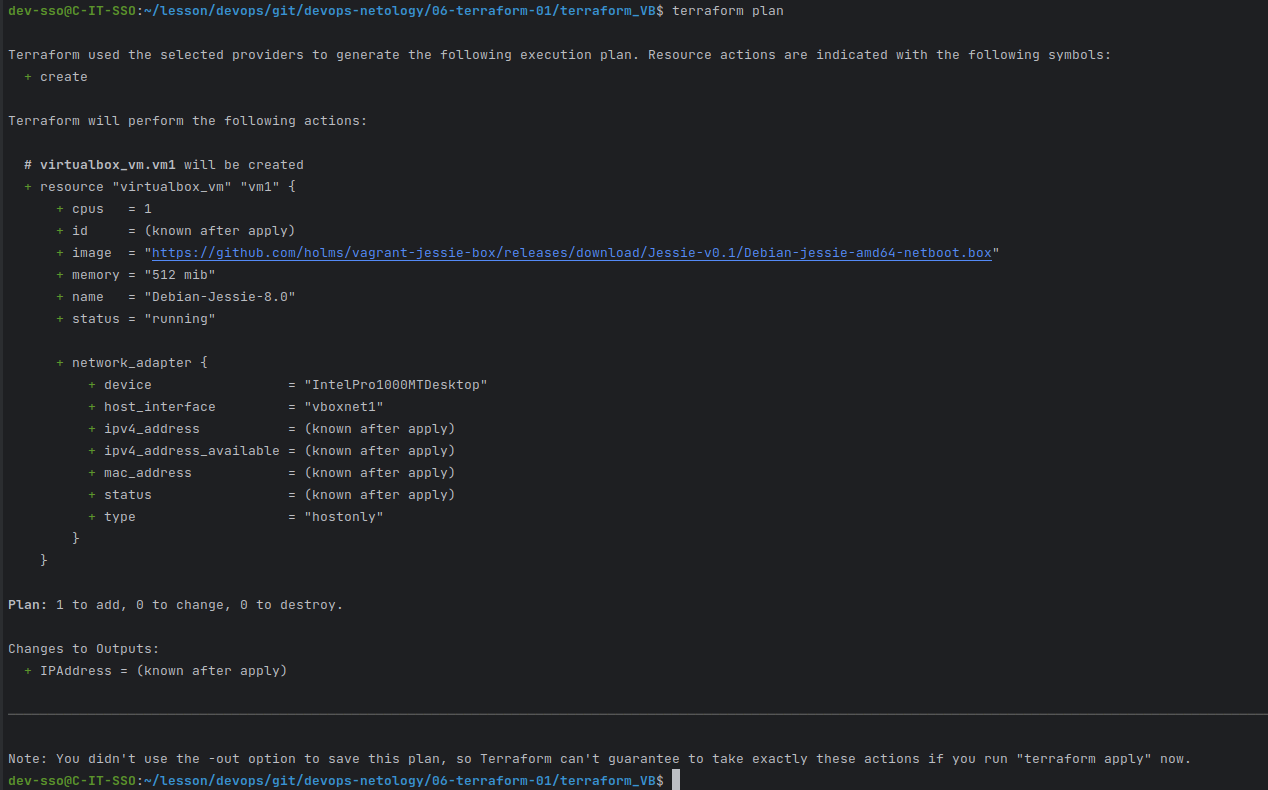 dev-sso@C-IT-SSO:~/lesson/devops/git/devops-netology/06-terraform-01/terraform_VB$ terraform plan
Terraform used the selected providers to generate the following execution plan. Resource actions are indicated with the following symbols:
  + create
Terraform will perform the following actions:
  # virtualbox_vm.vm1 will be created
  + resource "virtualbox_vm" "vm1" {
      + cpus   = 1
      + id     = (known after apply)
      + image  = "https://github.com/holms/vagrant-jessie-box/releases/download/Jessie-v0.1/Debian-jessie-amd64-netboot.box"
      + memory = "512 mib"
      + name   = "Debian-Jessie-8.0"
      + status = "running"
      + network_adapter {
          + device                 = "IntelPro1000MTDesktop"
          + host_interface         = "vboxnet1"
          + ipv4_address           = (known after apply)
          + ipv4_address_available = (known after apply)
          + mac_address            = (known after apply)
          + status                 = (known after apply)
          + type                   = "hostonly"
        }
    }
Plan: 1 to add, 0 to change, 0 to destroy.
Changes to Outputs:
  + IPAddress = (known after apply)
Note: You didn't use the -out option to save this plan, so Terraform can't guarantee to take exactly these actions if you run "terraform apply" now.
dev-sso@C-IT-SSO:~/lesson/devops/git/devops-netology/06-terraform-01/terraform_VB$